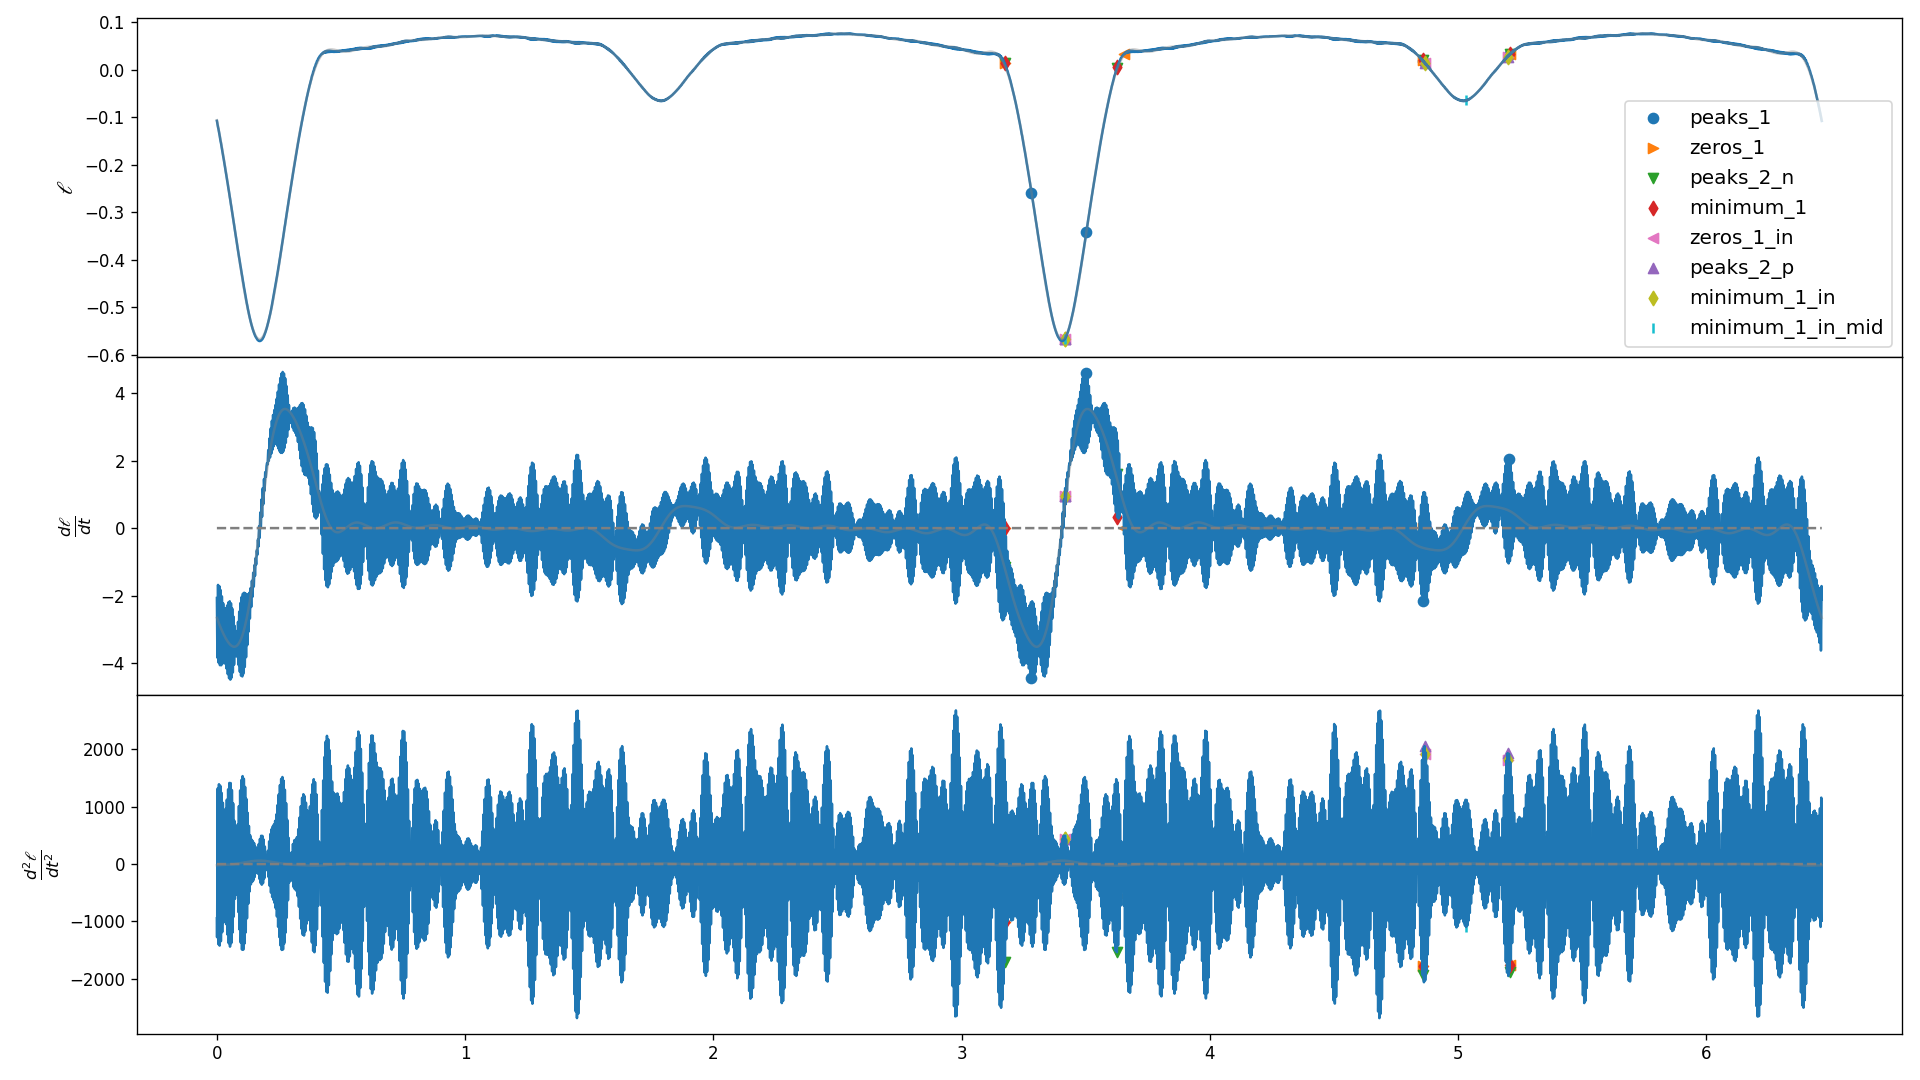 0.1
0.0
−0.1
−0.2
−0.3
−0.4
−0.5
−0.6
ℓ
peaks_1
zeros_1
peaks_2_n
minimum_1
zeros_1_in
peaks_2_p
minimum_1_in
minimum_1_in_mid
4
2
0
−2
−4
dℓ
dt
2000
1000
0
−1000
−2000
d²ℓ
dt²
0 1 2 3 4 5 6